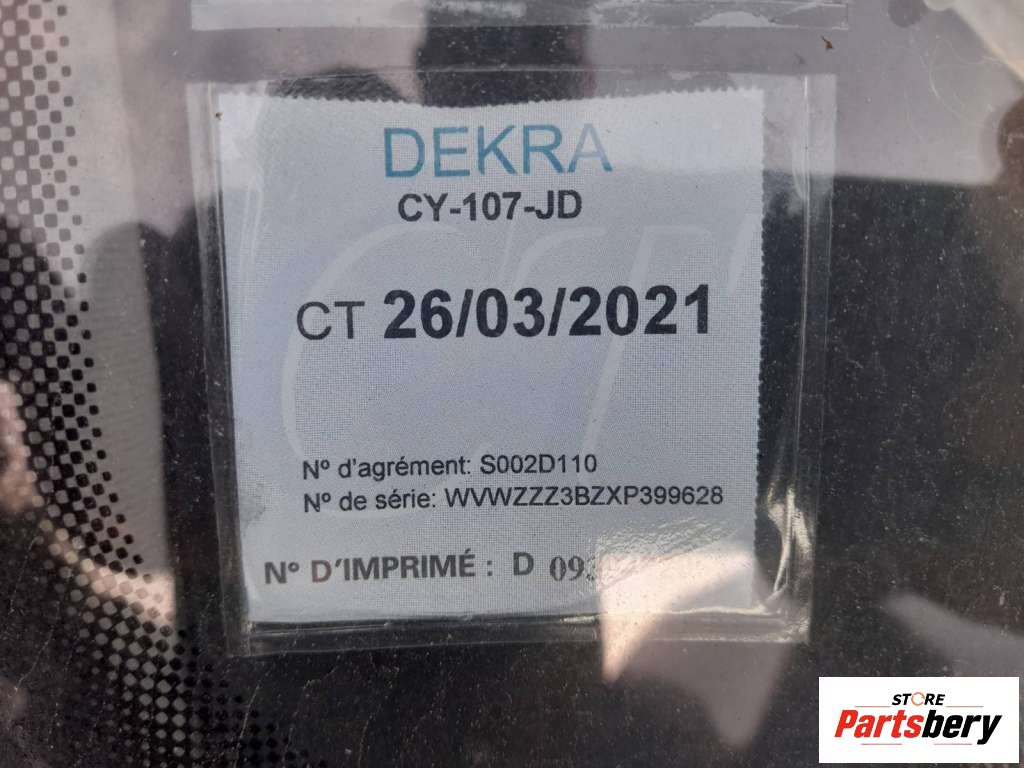 DEKRA
CY-107-JD
CT 26/03/2021
N° d'agrément: S002D110
N° de série: WVWZZZ3BZXP399628
N° D'IMPRIMÉ : D
STORE
Partsbery